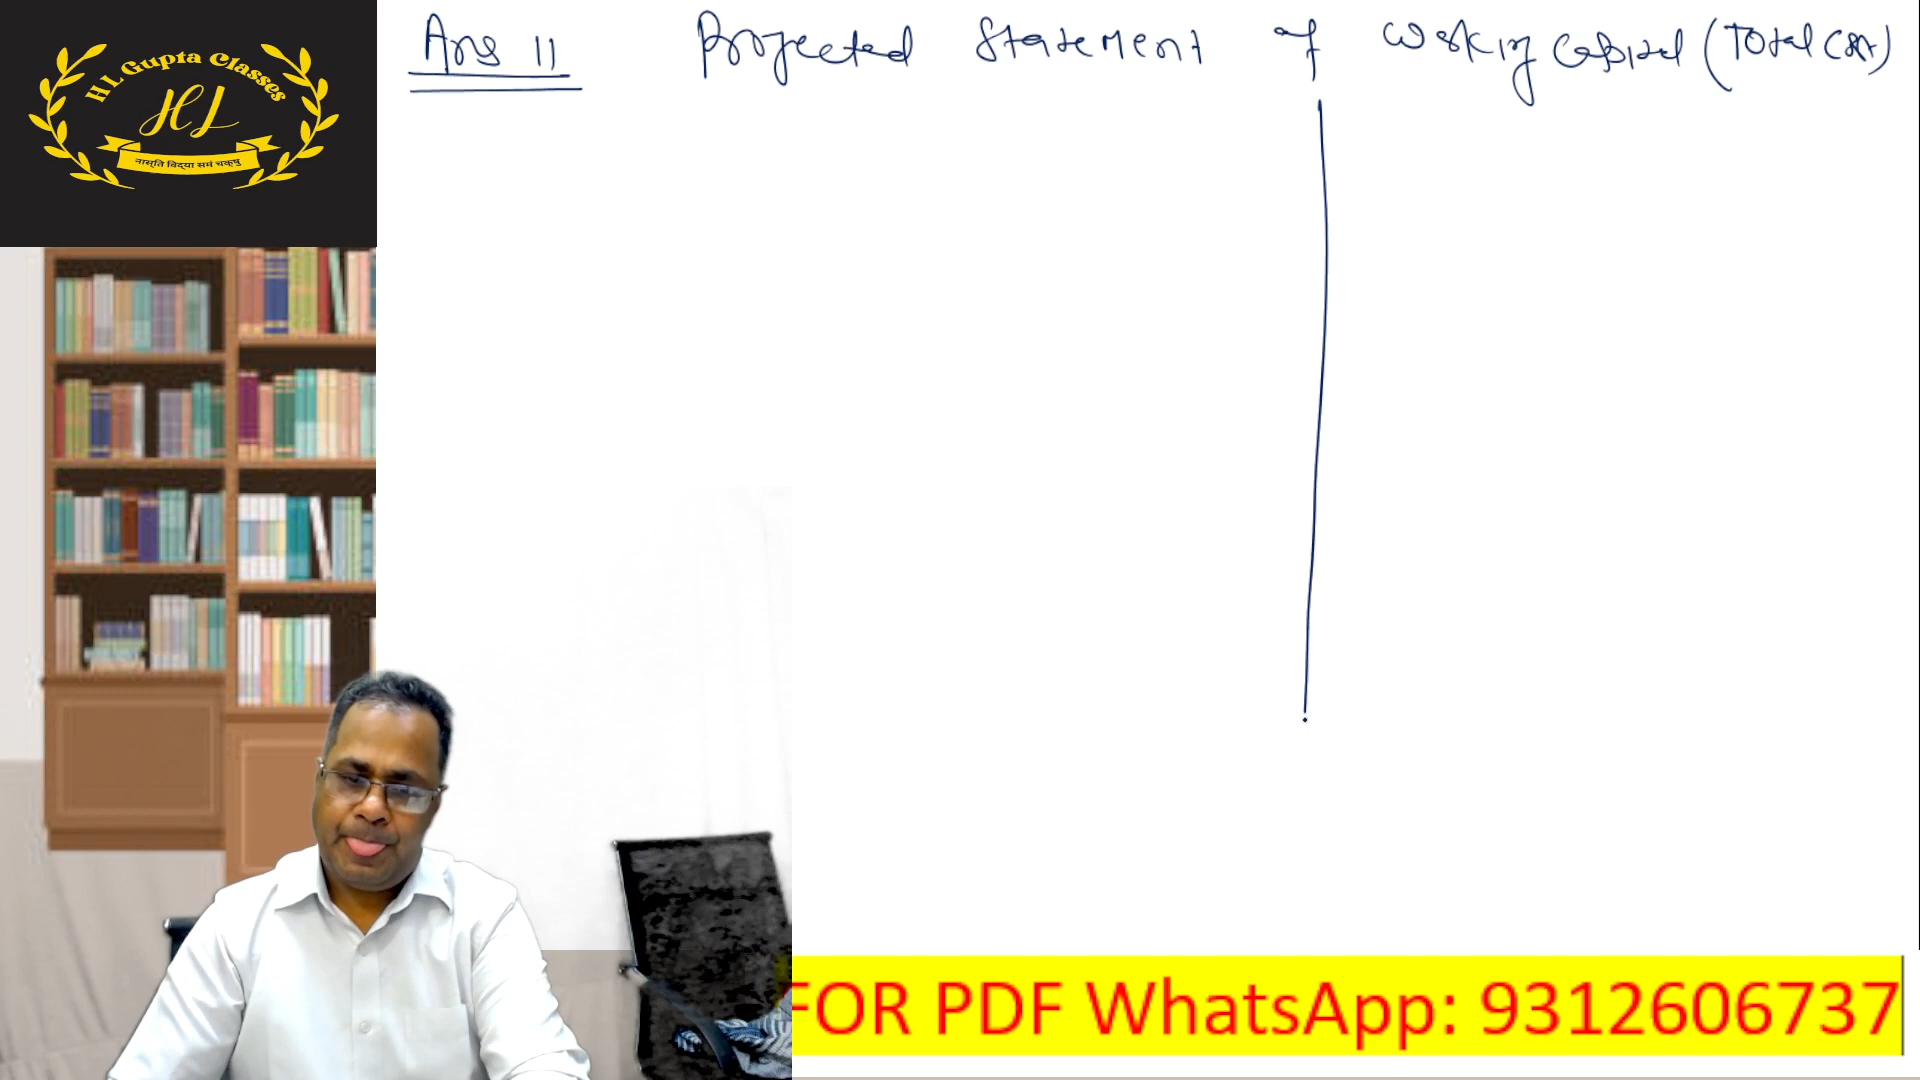 HL Gupta Classes
HL
नास्ति विद्या समं चक्षु
Ans 11 Projected Statement of Working Capital (Total Cost)
FOR PDF WhatsApp: 9312606737